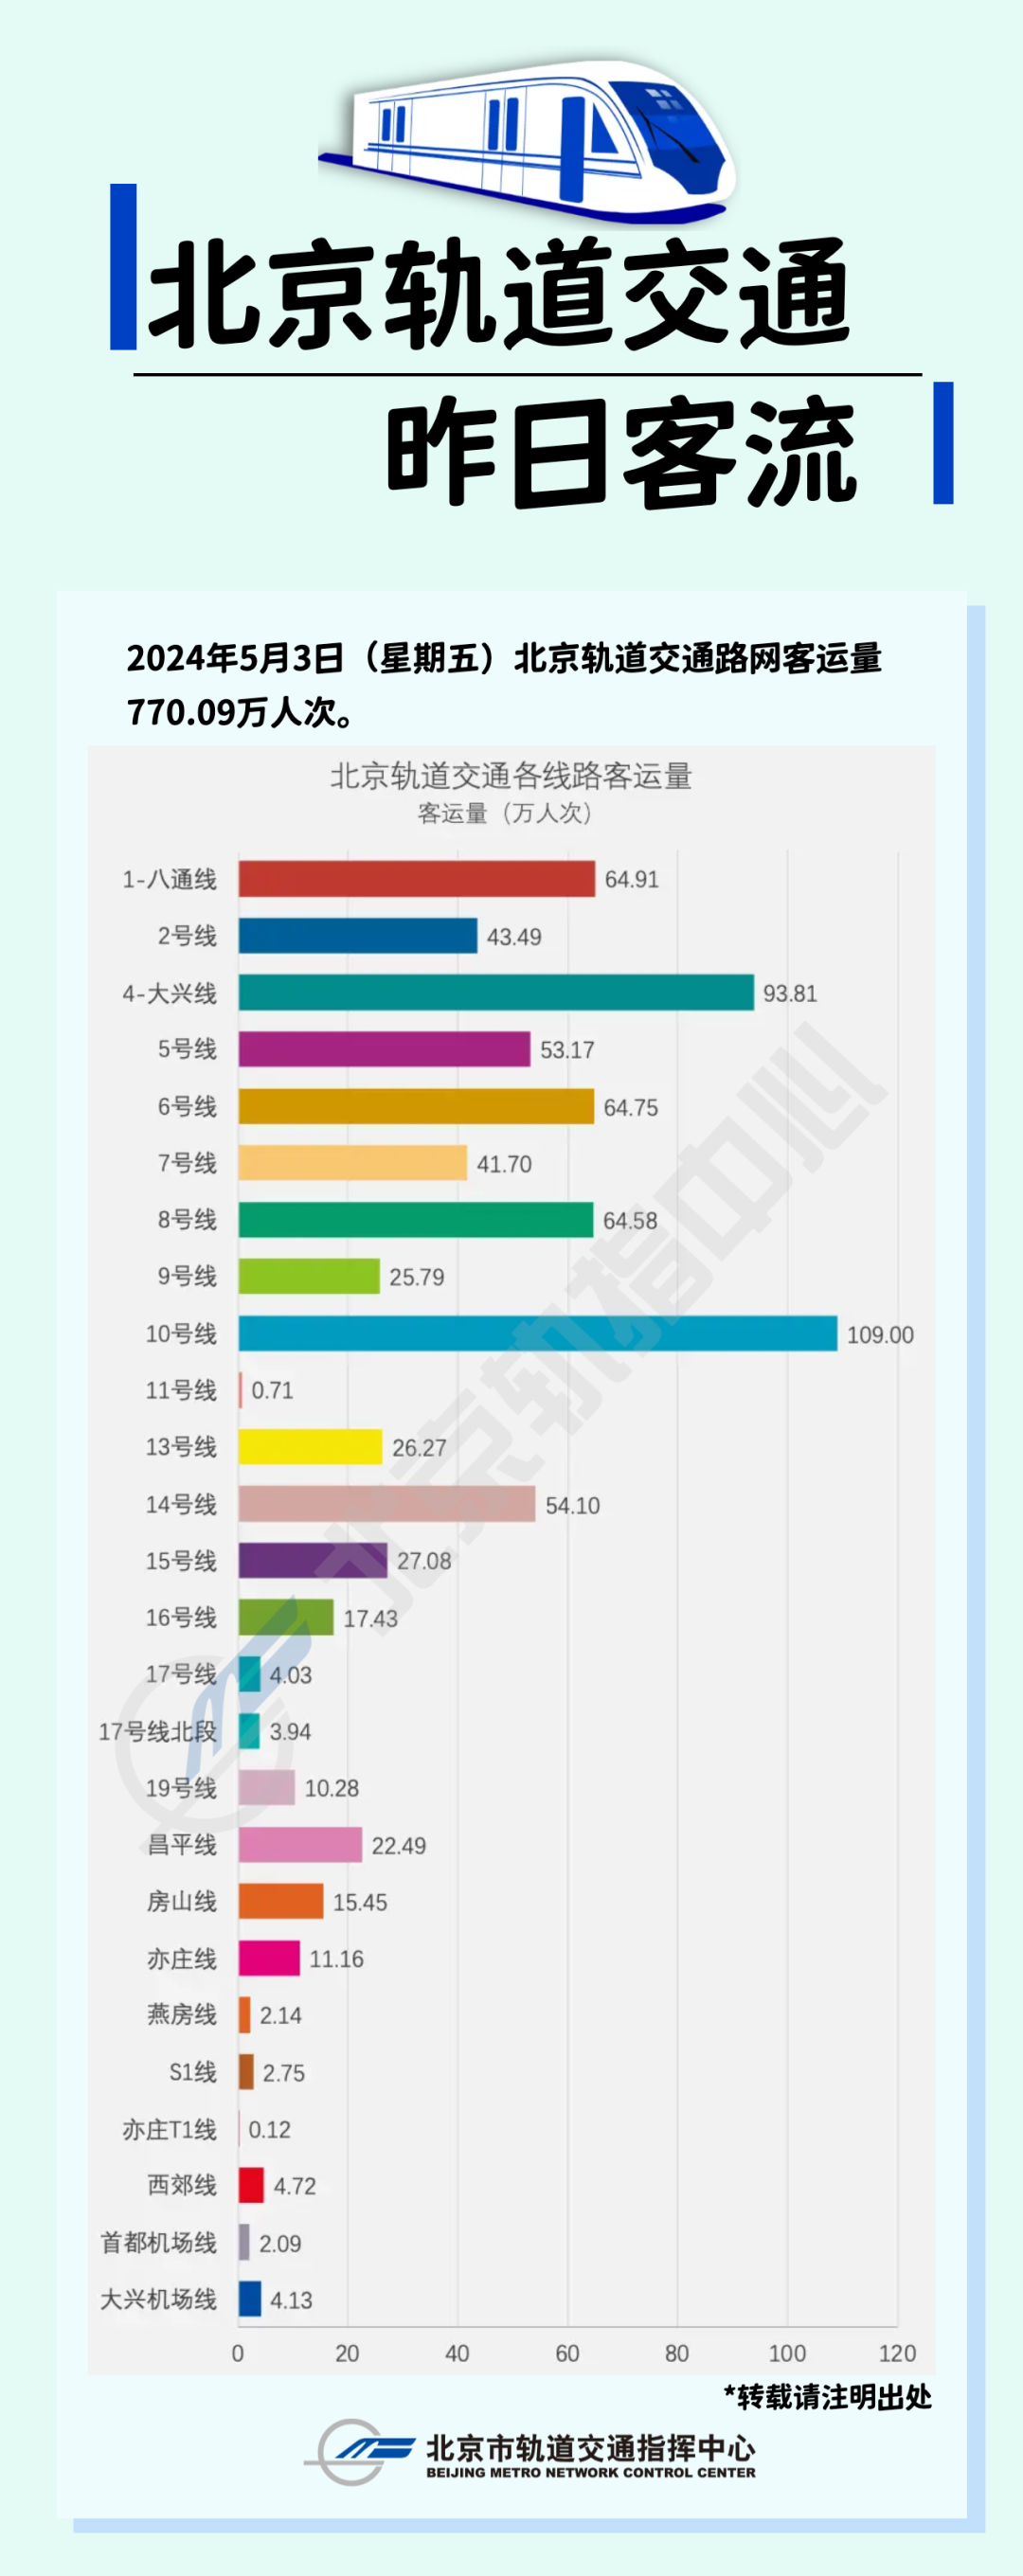 北京轨道交通
昨日客流
2024年5月3日（星期五）北京轨道交通路网客运量
770.09万人次。
北京轨道交通各线路客运量
客运量（万人次）
1-八通线 64.91
2号线 43.49
4-大兴线 93.81
5号线 53.17
6号线 64.75
7号线 41.70
8号线 64.58
9号线 25.79
10号线 109.00
11号线 0.71
13号线 26.27
14号线 54.10
15号线 27.08
16号线 17.43
17号线 4.03
17号线北段 3.94
19号线 10.28
昌平线 22.49
房山线 15.45
亦庄线 11.16
燕房线 2.14
S1线 2.75
亦庄T1线 0.12
西郊线 4.72
首都机场线 2.09
大兴机场线 4.13
0 20 40 60 80 100 120
北京轨指中心
*转载请注明出处
北京市轨道交通指挥中心
BEIJING METRO NETWORK CONTROL CENTER